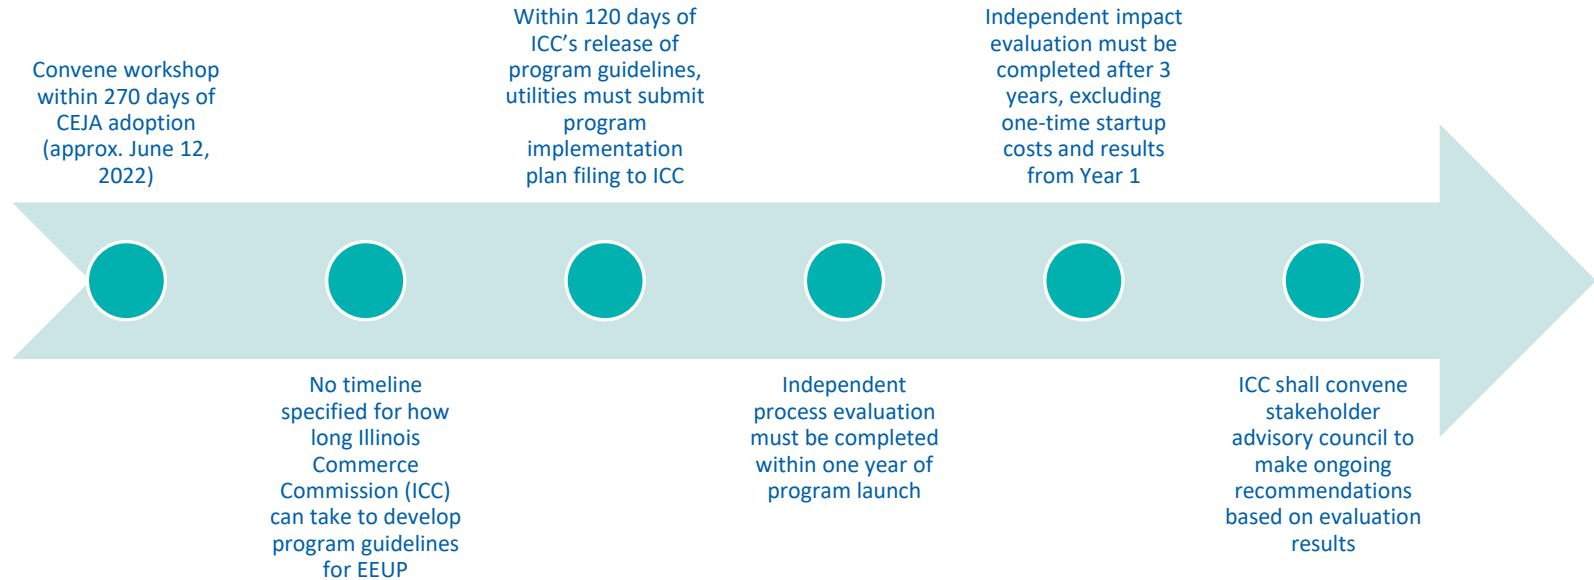 Convene workshop
within 270 days of
CEJA adoption
(approx. June 12,
2022)
No timeline
specified for how
long Illinois
Commerce
Commission (ICC)
can take to develop
program guidelines
for EEUP
Within 120 days of
ICC’s release of
program guidelines,
utilities must submit
program
implementation
plan filing to ICC
Independent
process evaluation
must be completed
within one year of
program launch
Independent impact
evaluation must be
completed after 3
years, excluding
one-time startup
costs and results
from Year 1
ICC shall convene
stakeholder
advisory council to
make ongoing
recommendations
based on evaluation
results